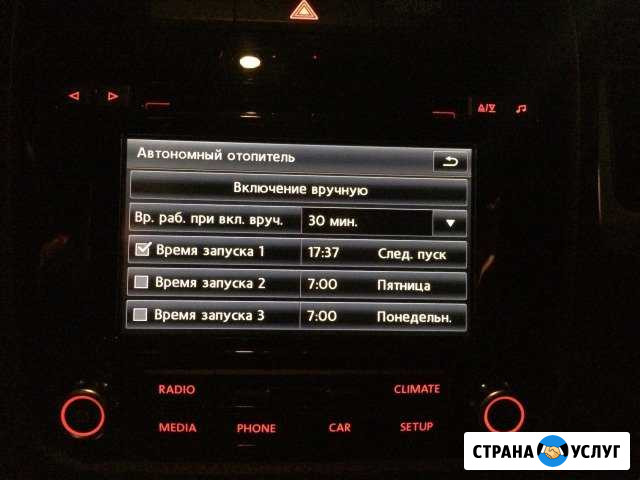 Автономный отопитель
Включение вручную
Вр. раб. при вкл. вруч. 30 мин.
Время запуска 1 17:37 След. пуск
Время запуска 2 7:00 Пятница
Время запуска 3 7:00 Понедельн.
RADIO CLIMATE
MEDIA PHONE CAR SETUP
СТРАНА УСЛУГ